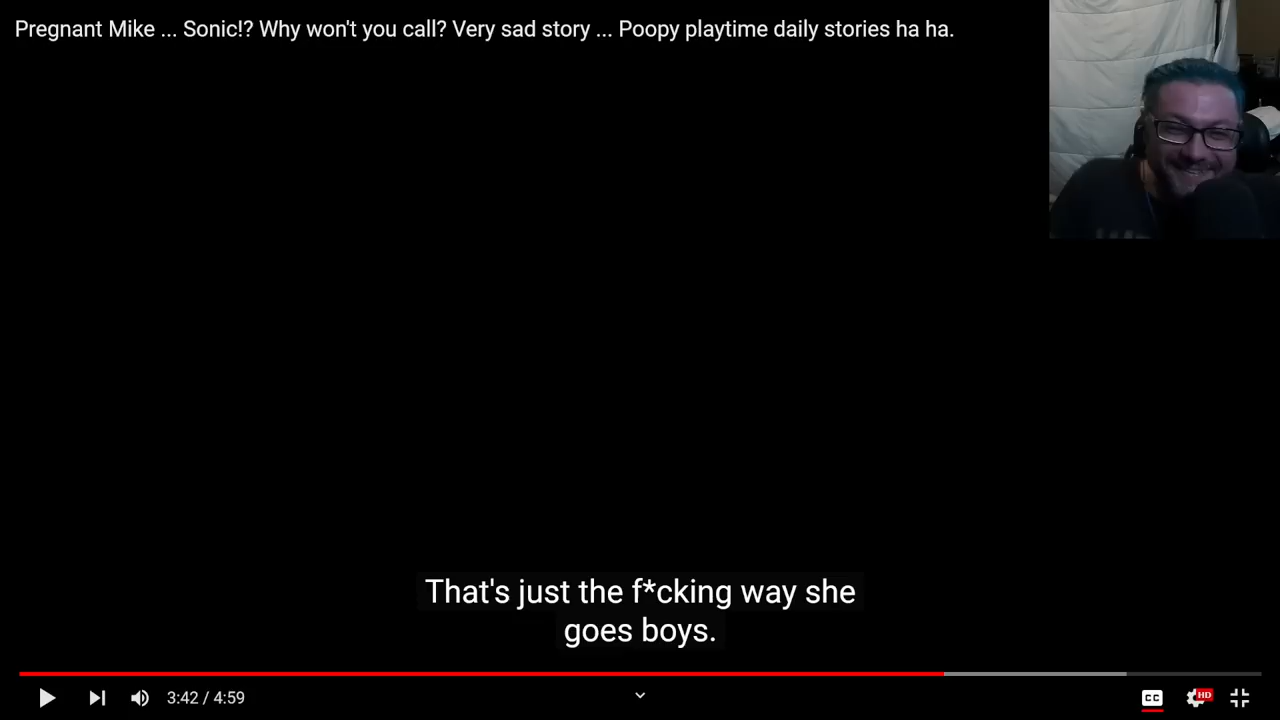 Pregnant Mike ... Sonic!? Why won't you call? Very sad story ... Poopy playtime daily stories ha ha.
That's just the f*cking way she
goes boys.
3:42 / 4:59
CC
HD